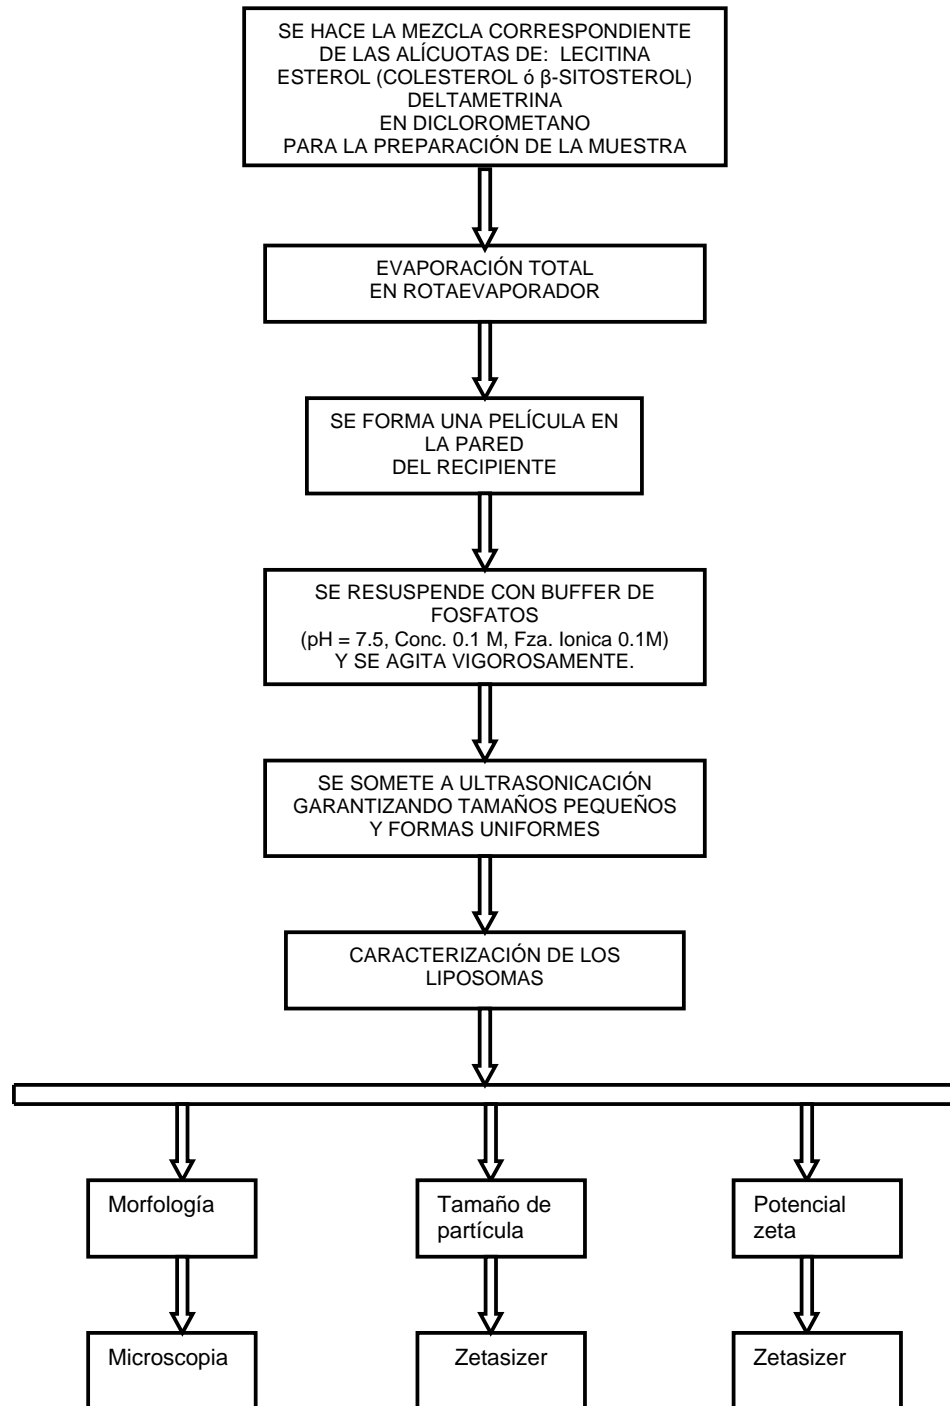 SE HACE LA MEZCLA CORRESPONDIENTE
DE LAS ALÍCUOTAS DE: LECITINA
ESTEROL (COLESTEROL ó β-SITOSTEROL)
DELTAMETRINA
EN DICLOROMETANO
PARA LA PREPARACIÓN DE LA MUESTRA
EVAPORACIÓN TOTAL
EN ROTAEVAPORADOR
SE FORMA UNA PELÍCULA EN
LA PARED
DEL RECIPIENTE
SE RESUSPENDE CON BUFFER DE
FOSFATOS
(pH = 7.5, Conc. 0.1 M, Fza. Ionica 0.1M)
Y SE AGITA VIGOROSAMENTE.
SE SOMETE A ULTRASONICACIÓN
GARANTIZANDO TAMAÑOS PEQUEÑOS
Y FORMAS UNIFORMES
CARACTERIZACIÓN DE LOS
LIPOSOMAS
Morfología
Tamaño de
partícula
Potencial
zeta
Microscopia
Zetasizer
Zetasizer